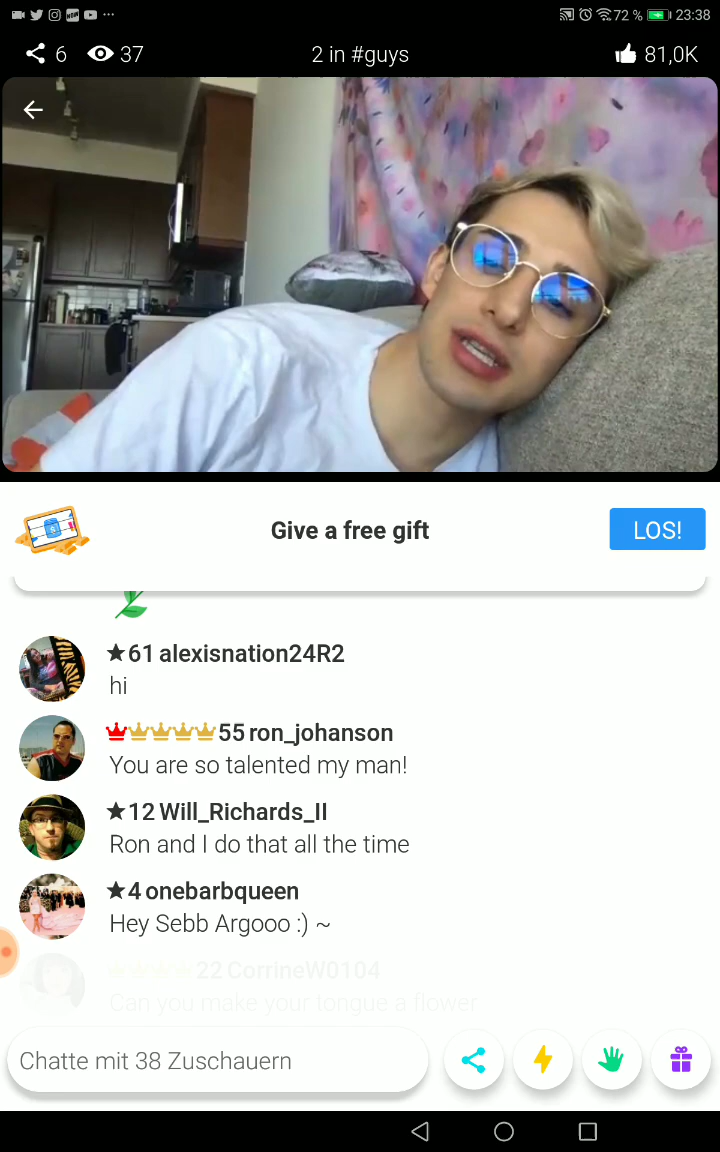 72 % 23:38
6 37 2 in #guys 81,0K
Give a free gift LOS!
61 alexisnation24R2
hi
55 ron_johanson
You are so talented my man!
12 Will_Richards_II
Ron and I do that all the time
4 onebarbqueen
Hey Sebb Argooo :) ~
22 CorrineW0104
Can you make your tongue a flower
Chatte mit 38 Zuschauern